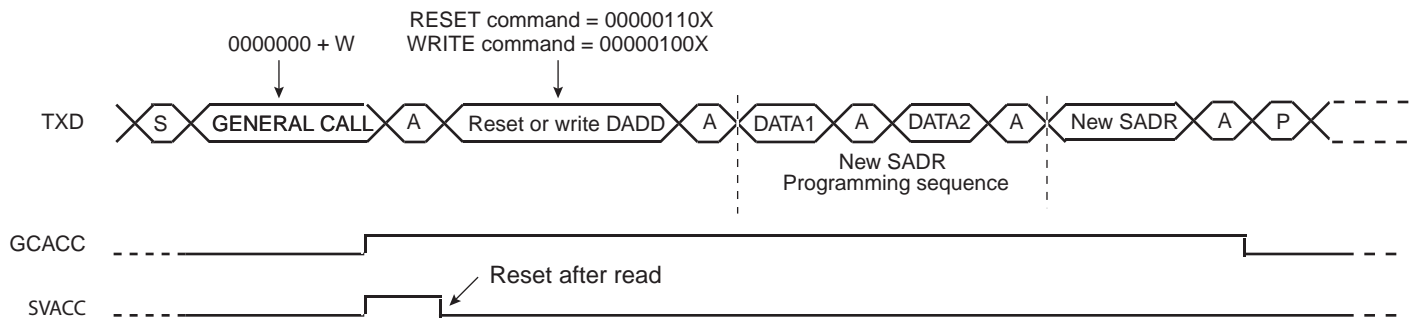 RESET command = 00000110X
0000000 + W
WRITE command = 00000100X
TXD
S
GENERAL CALL
A
Reset or write DADD
A
DATA1
A
DATA2
A
New SADR
A
P
New SADR
Programming sequence
GCACC
Reset after read
SVACC